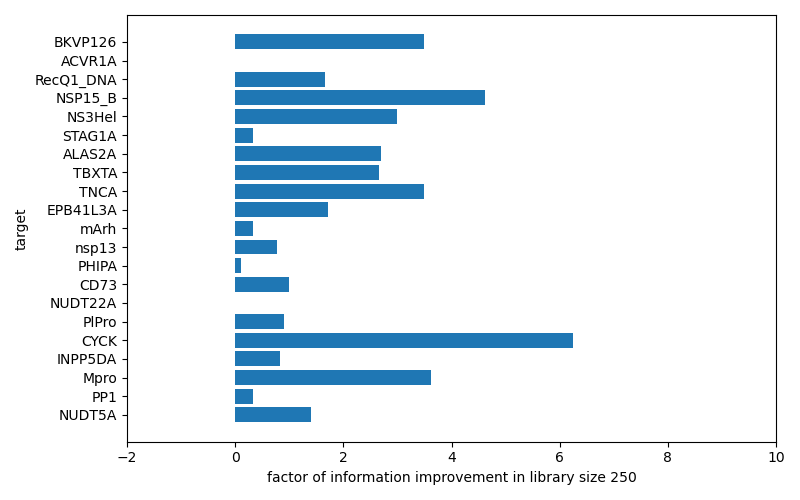 BKVP126
ACVR1A
RecQ1_DNA
NSP15_B
NS3Hel
STAG1A
ALAS2A
TBXTA
TNCA
EPB41L3A
mArh
nsp13
PHIPA
CD73
NUDT22A
PlPro
CYCK
INPP5DA
Mpro
PP1
NUDT5A
target
−2 0 2 4 6 8 10
factor of information improvement in library size 250